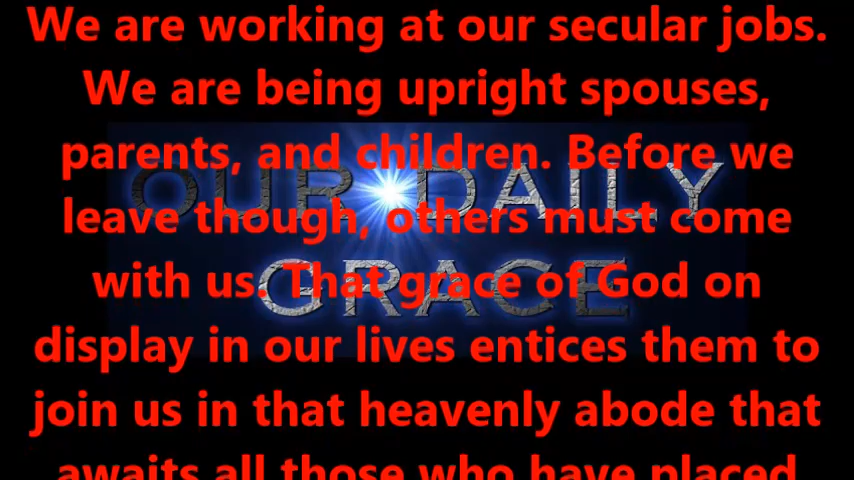 We are working at our secular jobs.
We are being upright spouses,
parents, and children. Before we
leave though, others must come
with us. That grace of God on
display in our lives entices them to
join us in that heavenly abode that
awaits all those who have placed
OUR DAILY
GRACE